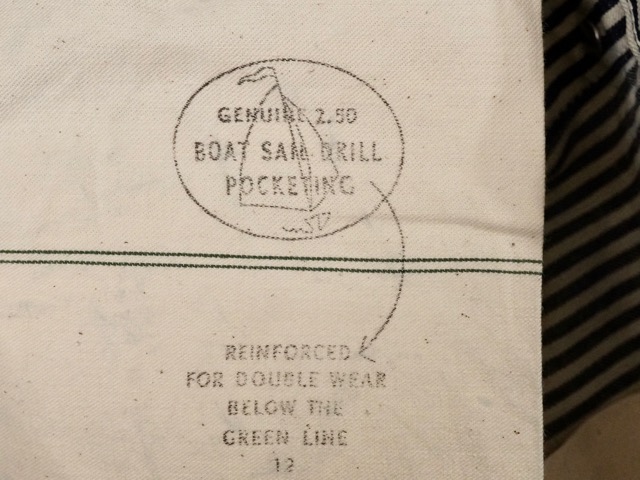 GENUINE 2.50
BOAT SAIL DRILL
POCKETING
REINFORCED
FOR DOUBLE WEAR
BELOW THE
GREEN LINE
12